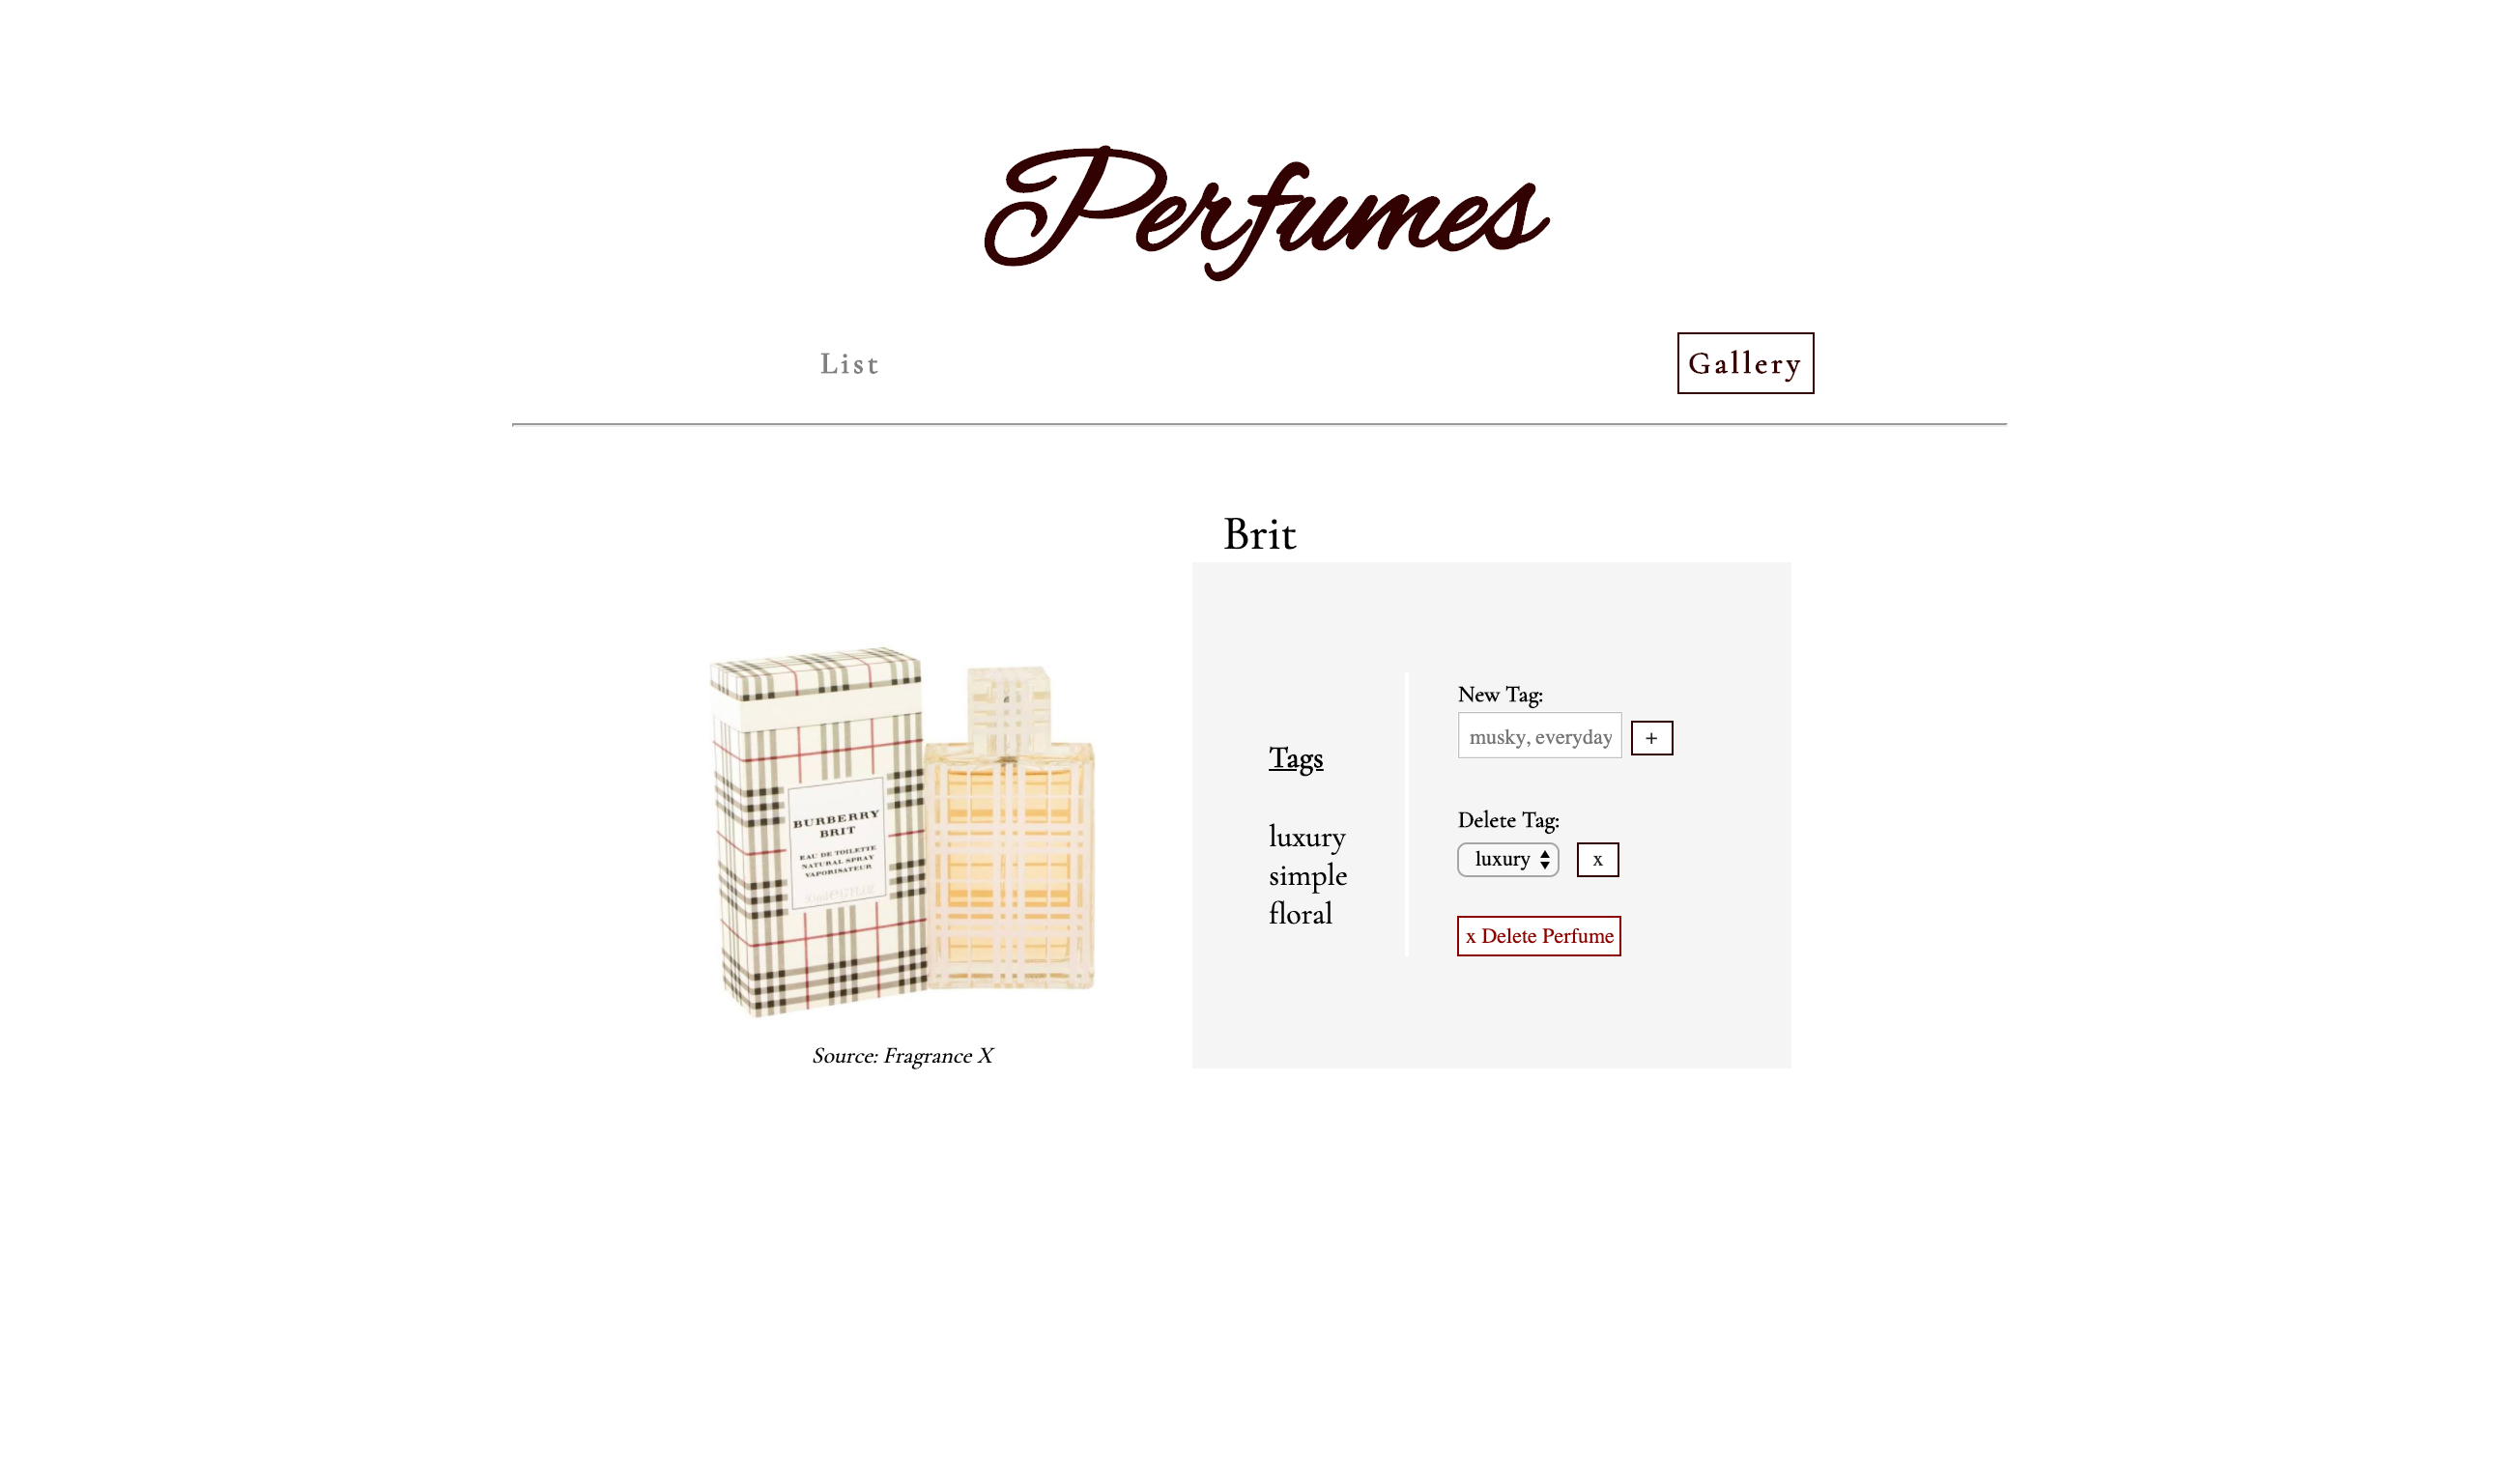 Perfumes
List
Gallery
Brit
BURBERRY
BRIT
EAU DE TOILETTE
NATURAL SPRAY
VAPORISATEUR
Source: Fragrance X
Tags
luxury
simple
floral
New Tag:
musky, everyday
+
Delete Tag:
luxury
x
x Delete Perfume